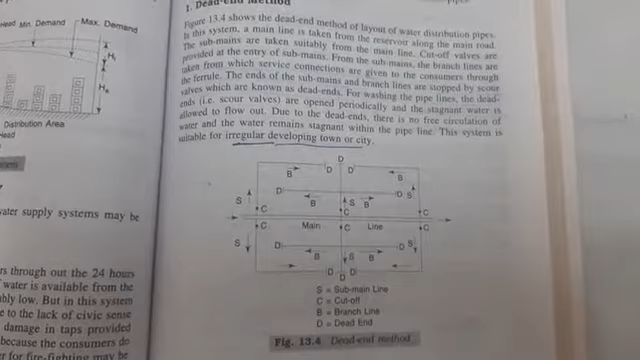 Head Min. Demand
Max. Demand
Distribution Area
Head
water supply systems may be
rs through out the 24 hours
water is available from the
bly low. But in this system
e to the lack of civic sense
damage in taps provided
because the consumers do
er for fire-fighting may be
1. Dead-end Method
Figure 13.4 shows the dead-end method of layout of water distribution pipes.
In this system, a main line is taken from the reservoir along the main road.
The sub-mains are taken suitably from the main line. Cut-off valves are
provided at the entry of sub-mains. From the sub-mains, the branch lines are
taken from which service connections are given to the consumers through
the ferrule. The ends of the sub-mains and branch lines are stopped by scour
valves which are known as dead-ends. For washing the pipe lines, the dead-
ends (i.e. scour valves) are opened periodically and the stagnant water is
allowed to flow out. Due to the dead-ends, there is no free circulation of
water and the water remains stagnant within the pipe line. This system is
suitable for irregular developing town or city.
D
B D D B
D D S
S B S B
C C C
Main Line
C C C
S D B S B D S
D D D
S = Sub-main Line
C = Cut-off
B = Branch Line
D = Dead End
Fig. 13.4 Dead-end method